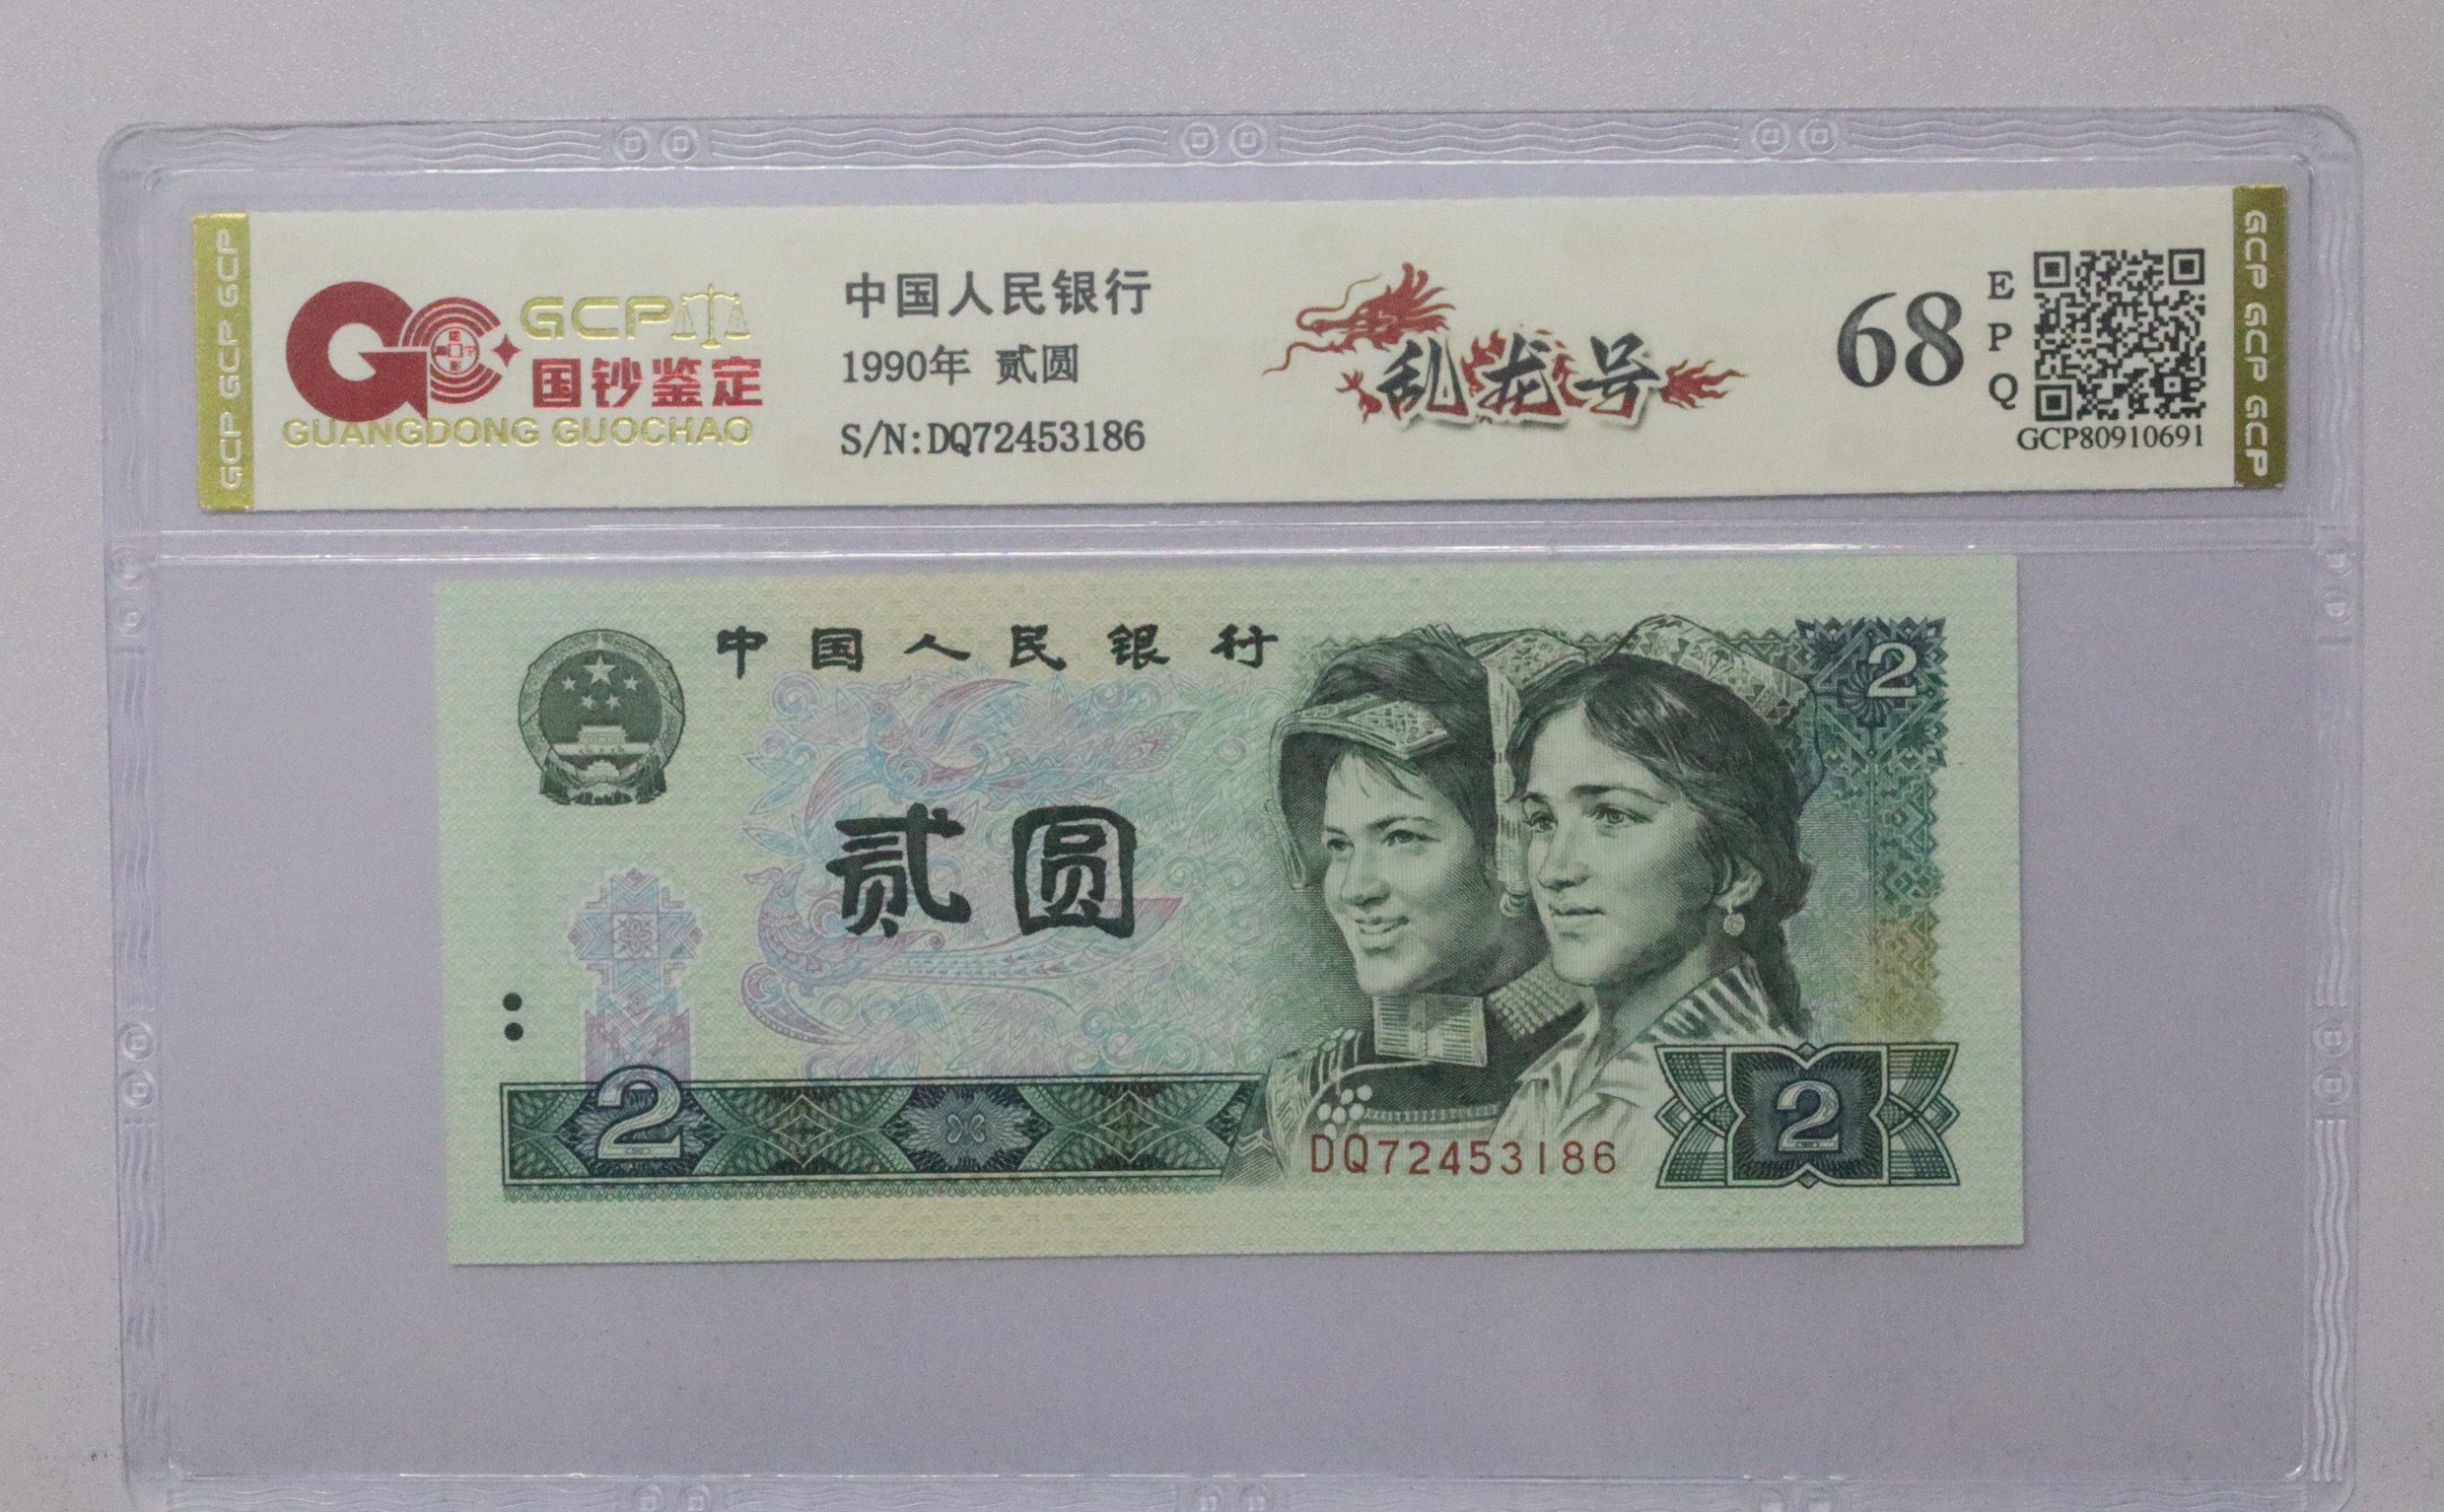 GCP GCP GCP
GCP
国钞鉴定
GUANGDONG GUOCHAO
中国人民银行
1990年 贰圆
S/N:DQ72453186
乱龙号
68
E
P
Q
GCP80910691
GCP GCP GCP
中国人民银行
2
贰圆
2
DQ72453186
2